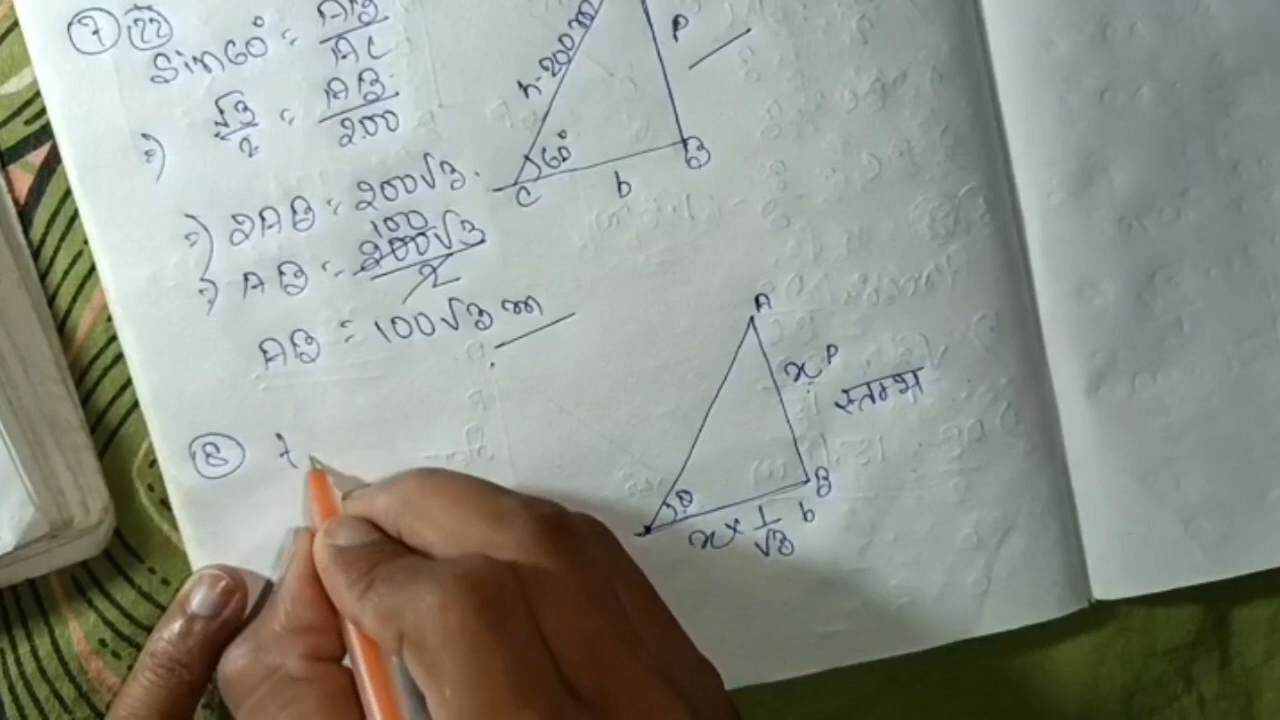 ⑦ ㉒
Sin60° = AB/AC
h-200m
P
⇒ √3/2 = AB/200
60°
C b B
⇒ 2AB = 200√3.
100
⇒ AB = 200√3/2
AB = 100√3 m
A
x P
स्तम्भ
⑧ t
θ B
x × 1/√3 b